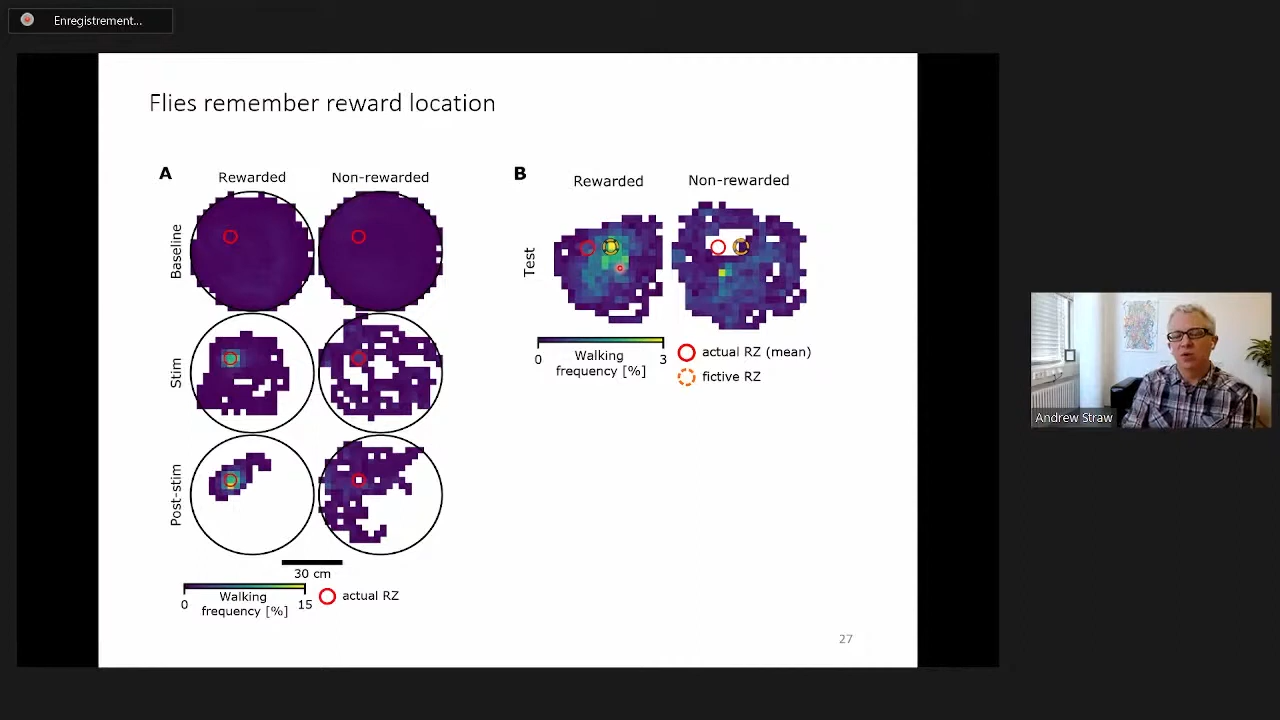 Enregistrement...
Flies remember reward location
A
Rewarded
Non-rewarded
Baseline
Stim
Post-stim
30 cm
0
Walking
frequency [%]
15
actual RZ
B
Rewarded
Non-rewarded
Test
0
Walking
frequency [%]
3
actual RZ (mean)
fictive RZ
27
Andrew Straw